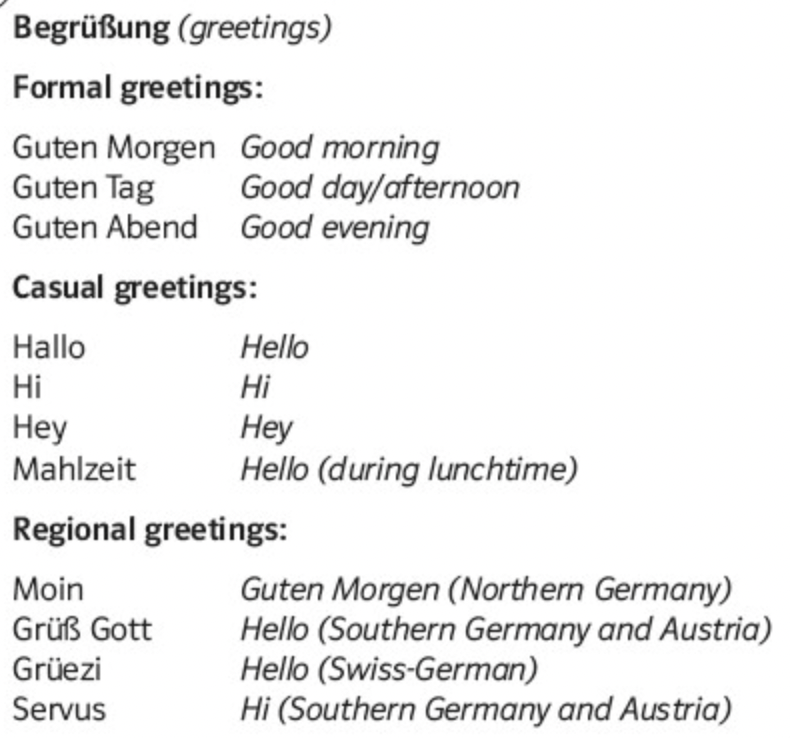 Begrüßung (greetings)
Formal greetings:
Guten Morgen Good morning
Guten Tag Good day/afternoon
Guten Abend Good evening
Casual greetings:
Hallo Hello
Hi Hi
Hey Hey
Mahlzeit Hello (during lunchtime)
Regional greetings:
Moin Guten Morgen (Northern Germany)
Grüß Gott Hello (Southern Germany and Austria)
Grüezi Hello (Swiss-German)
Servus Hi (Southern Germany and Austria)